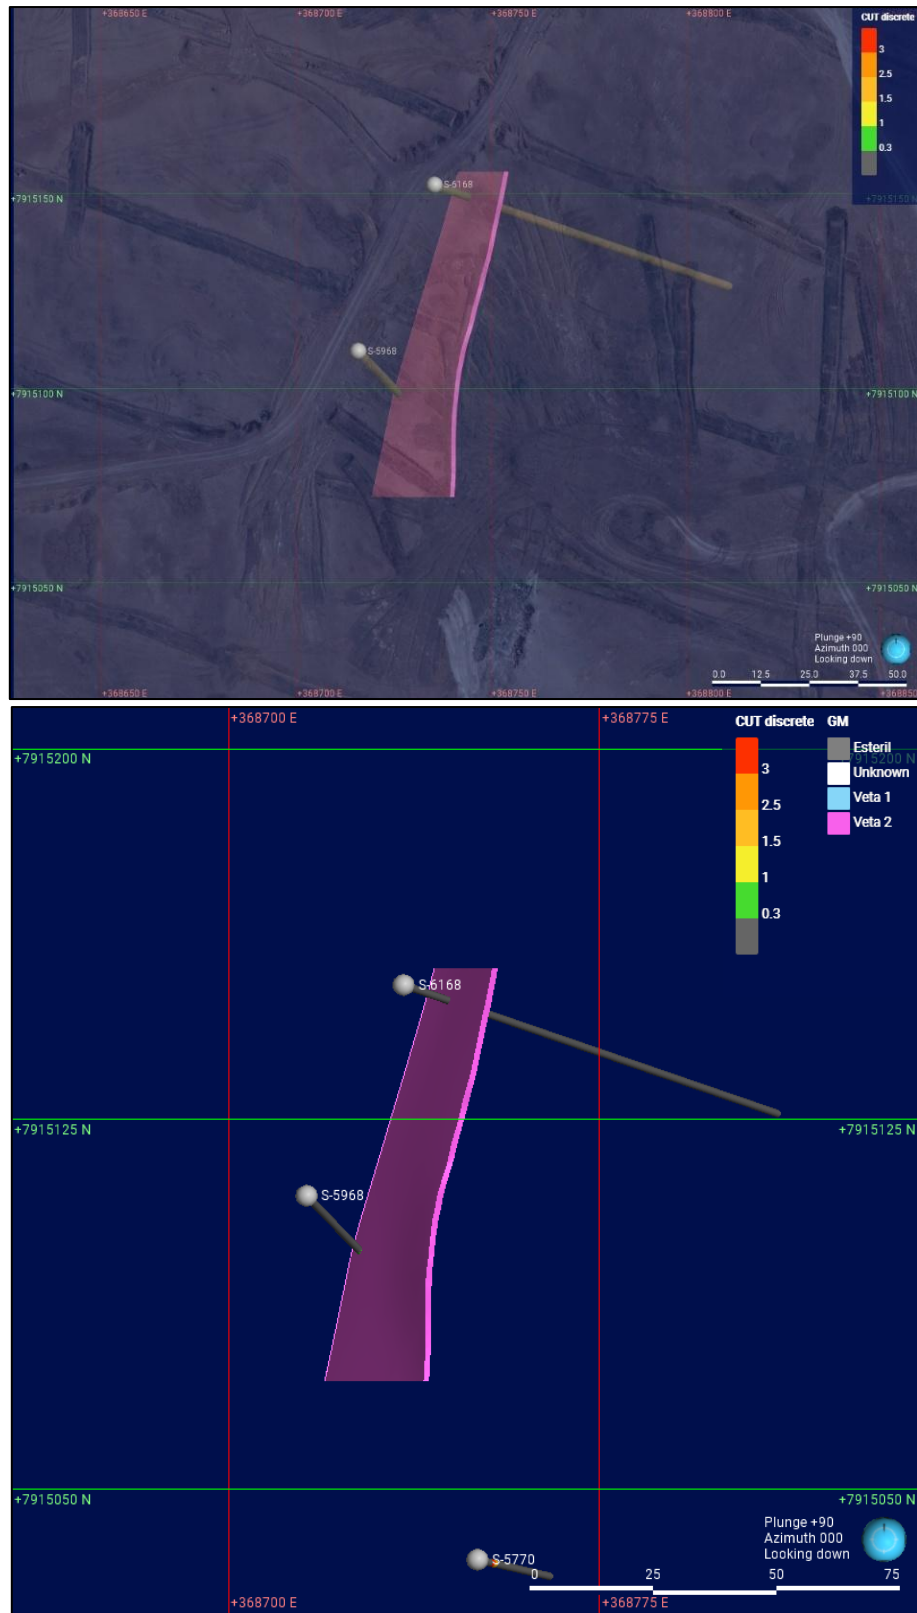 +368650 E
+368700 E
+368750 E
+368800 E
CUT discrete
3
2.5
1.5
1
0.3
S-6168
+7915150 N
+7915150 N
S-5968
+7915100 N
+7915100 N
+7915050 N
+7915050 N
Plunge +90
Azimuth 000
Looking down
0.0 12.5 25.0 37.5 50.0
+368650 E
+368700 E
+368750 E
+368800 E
+368850
+368700 E
+368775 E
CUT discrete
GM
3
2.5
1.5
1
0.3
Esteril
Unknown
Veta 1
Veta 2
+7915200 N
+7915200 N
S-6168
+7915125 N
+7915125 N
S-5968
+7915050 N
+7915050 N
Plunge +90
Azimuth 000
Looking down
S-5770
0 25 50 75
+368700 E
+368775 E